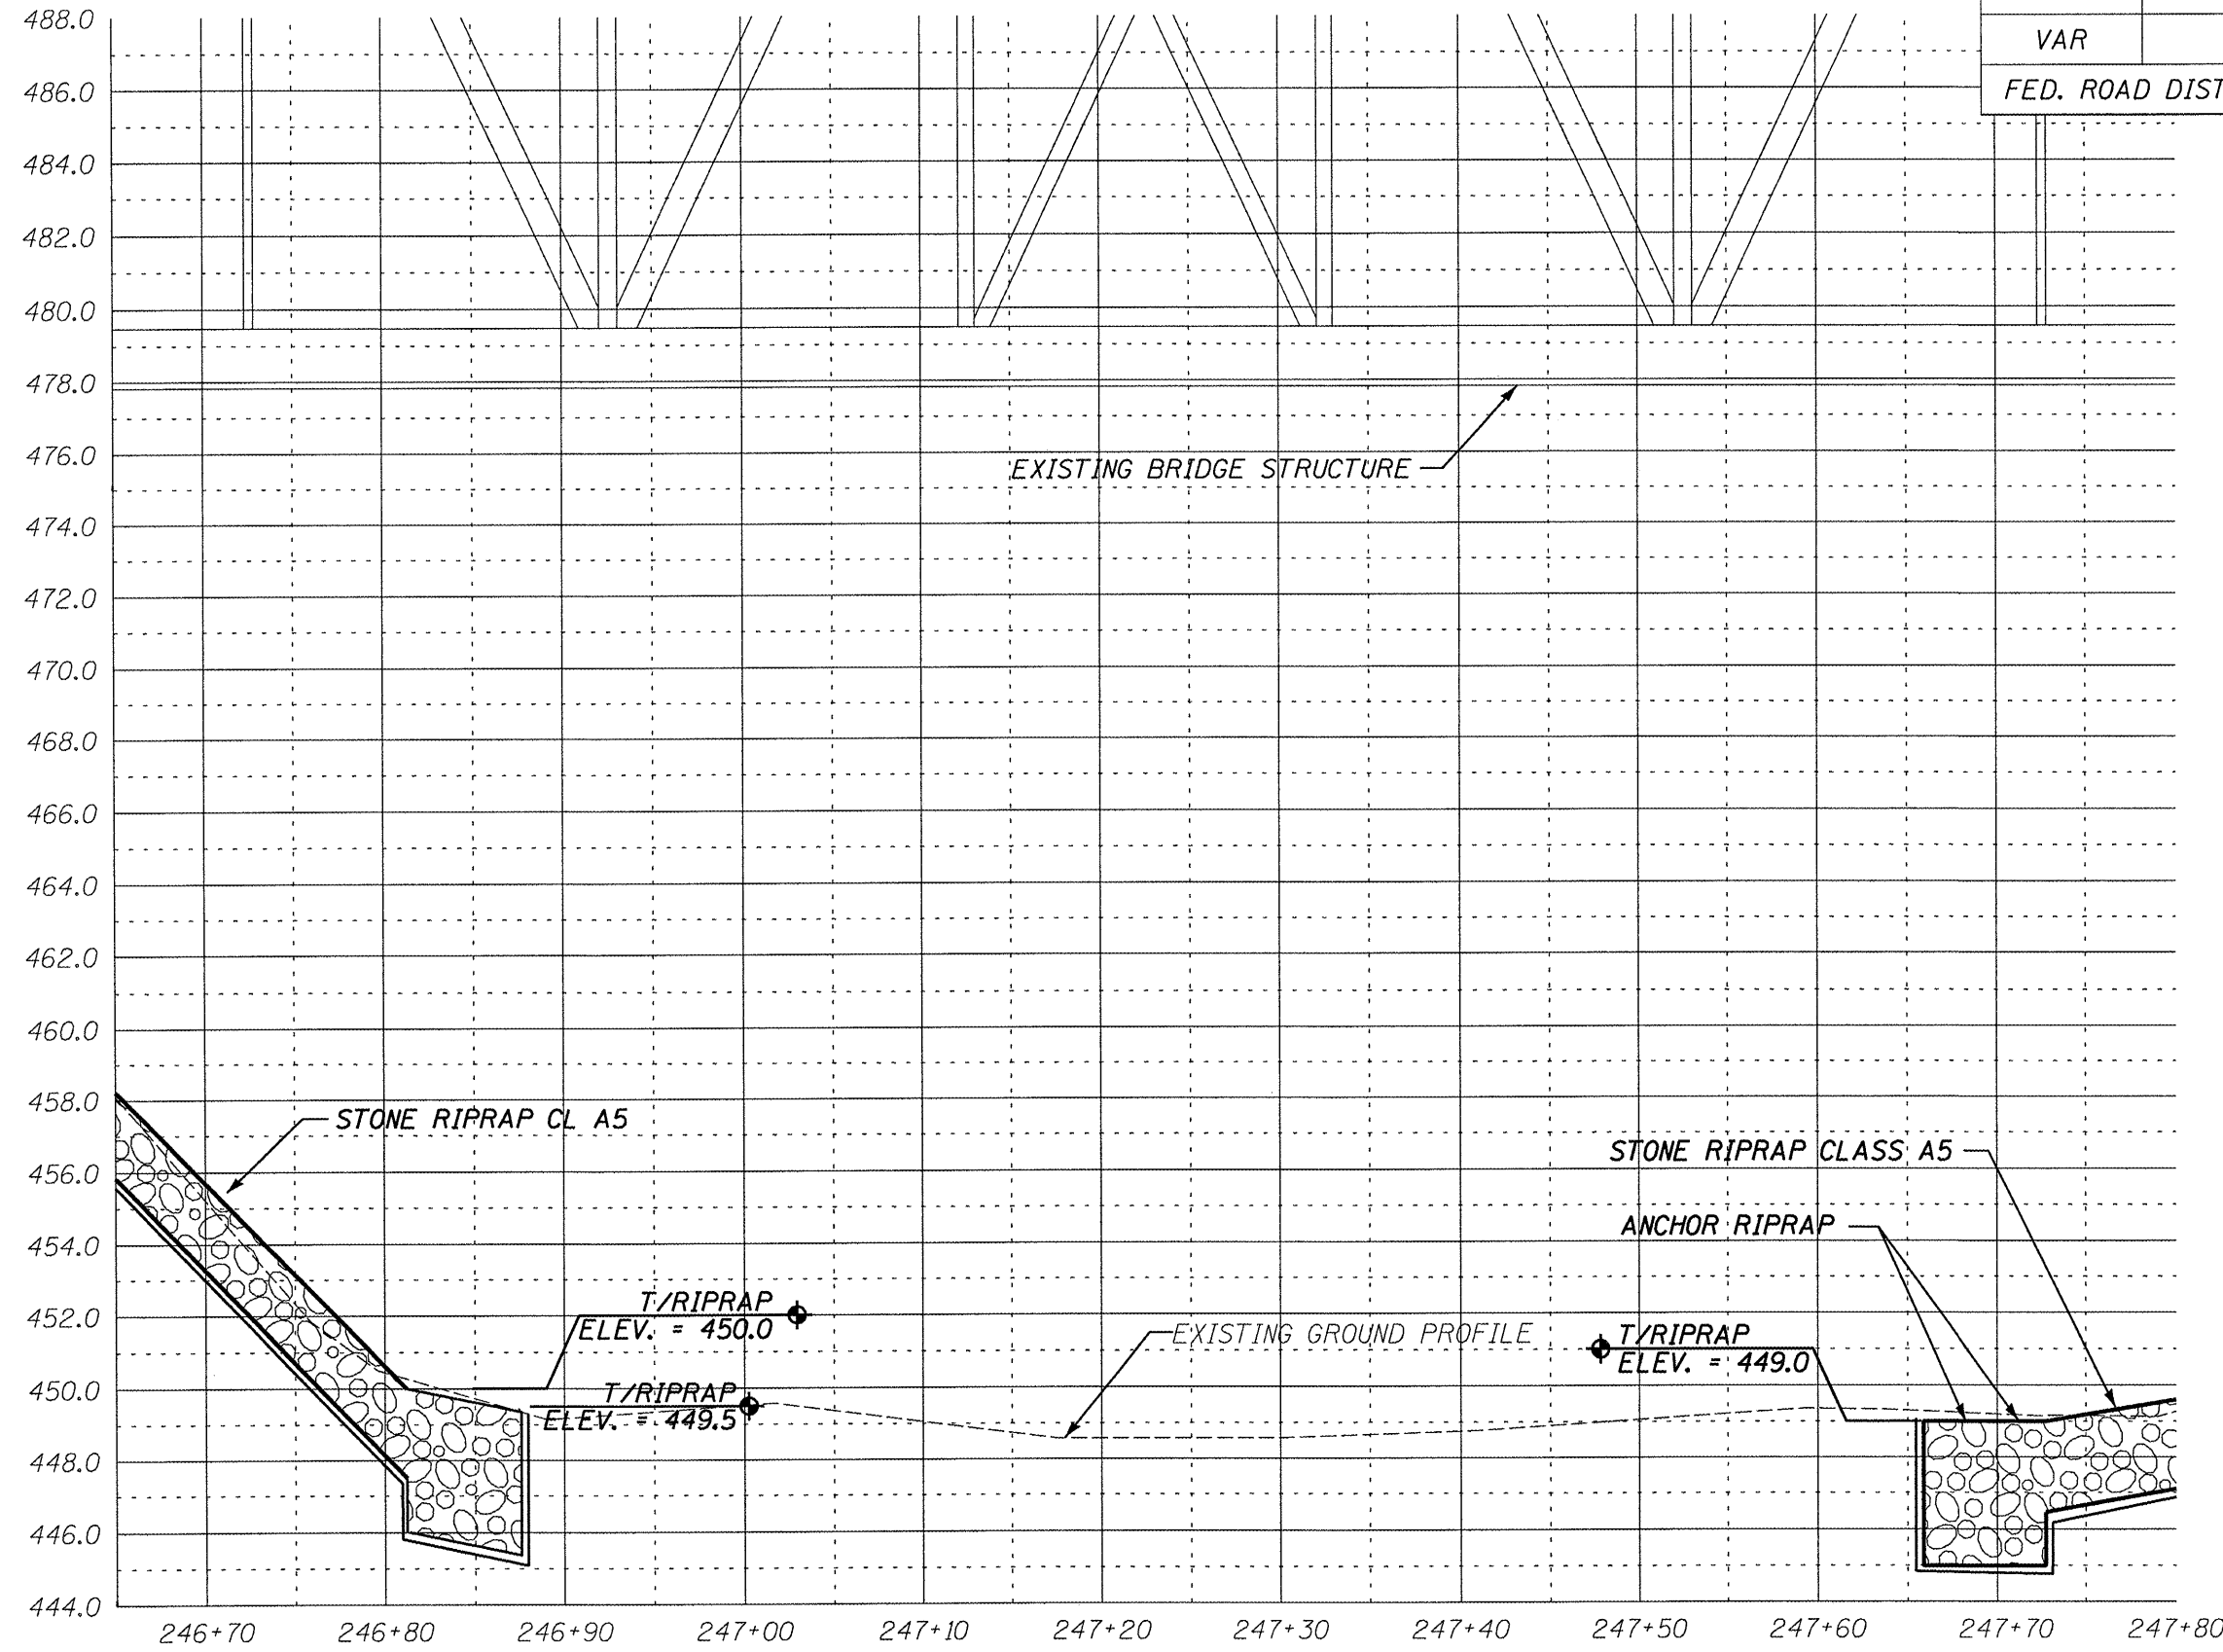 488.0
VAR
486.0
FED. ROAD DIST
484.0
482.0
480.0
478.0
476.0
EXISTING BRIDGE STRUCTURE
474.0
472.0
470.0
468.0
466.0
464.0
462.0
460.0
458.0
STONE RIPRAP CL A5
456.0
STONE RIPRAP CLASS A5
ANCHOR RIPRAP
454.0
452.0
T/RIPRAP
ELEV. = 450.0
EXISTING GROUND PROFILE
T/RIPRAP
ELEV. = 449.0
450.0
T/RIPRAP
ELEV. = 449.5
448.0
446.0
444.0
246+70 246+80 246+90 247+00 247+10 247+20 247+30 247+40 247+50 247+60 247+70 247+80